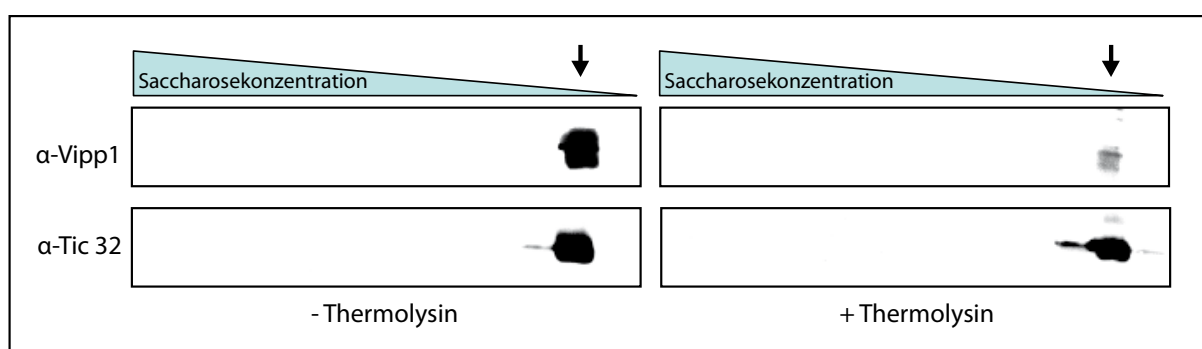 Saccharosekonzentration Saccharosekonzentration
α-Vipp1
α-Tic 32
- Thermolysin + Thermolysin